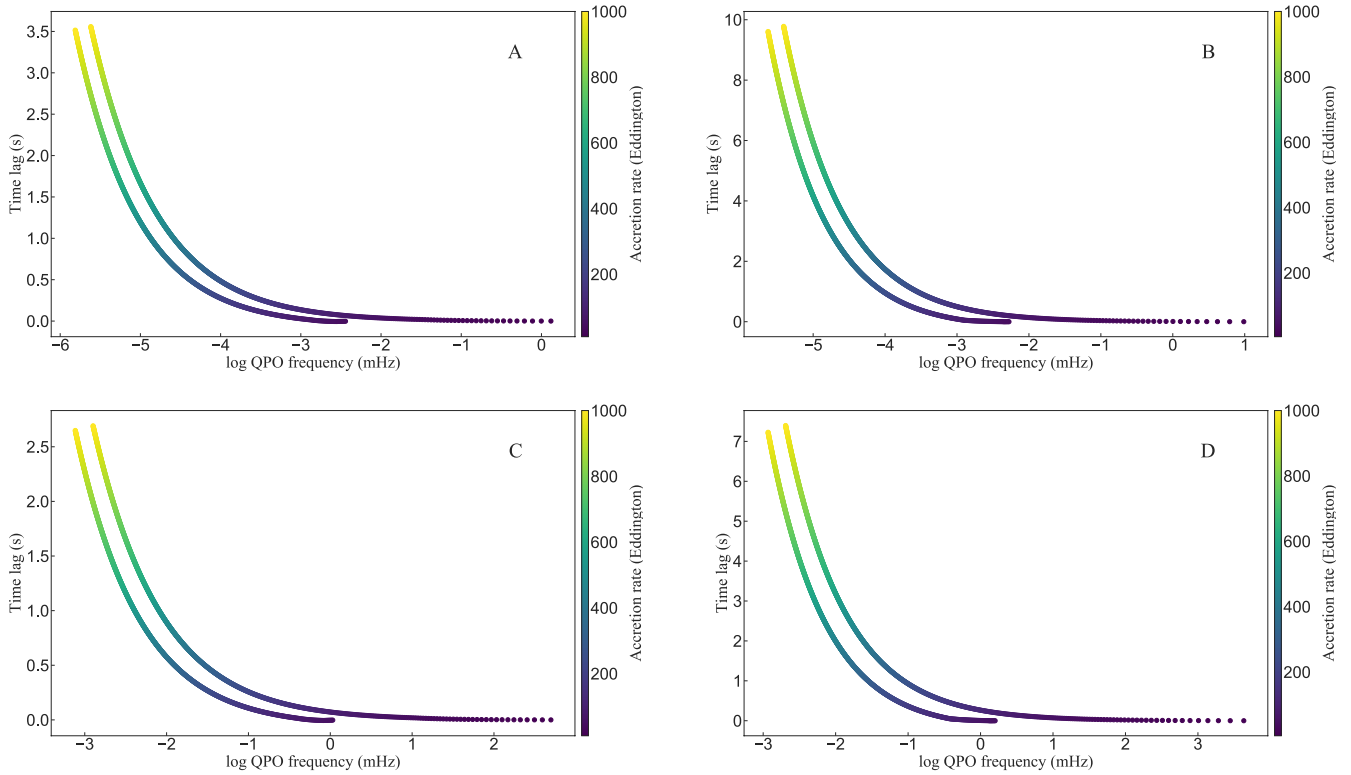 A
Time lag (s)
3.5
3.0
2.5
2.0
1.5
1.0
0.5
0.0
−6 −5 −4 −3 −2 −1 0
log QPO frequency (mHz)
1000
800
600
400
200
Accretion rate (Eddington)
B
Time lag (s)
10
8
6
4
2
0
−5 −4 −3 −2 −1 0 1
log QPO frequency (mHz)
1000
800
600
400
200
Accretion rate (Eddington)
C
Time lag (s)
2.5
2.0
1.5
1.0
0.5
0.0
−3 −2 −1 0 1 2
log QPO frequency (mHz)
1000
800
600
400
200
Accretion rate (Eddington)
D
Time lag (s)
7
6
5
4
3
2
1
0
−3 −2 −1 0 1 2 3
log QPO frequency (mHz)
1000
800
600
400
200
Accretion rate (Eddington)